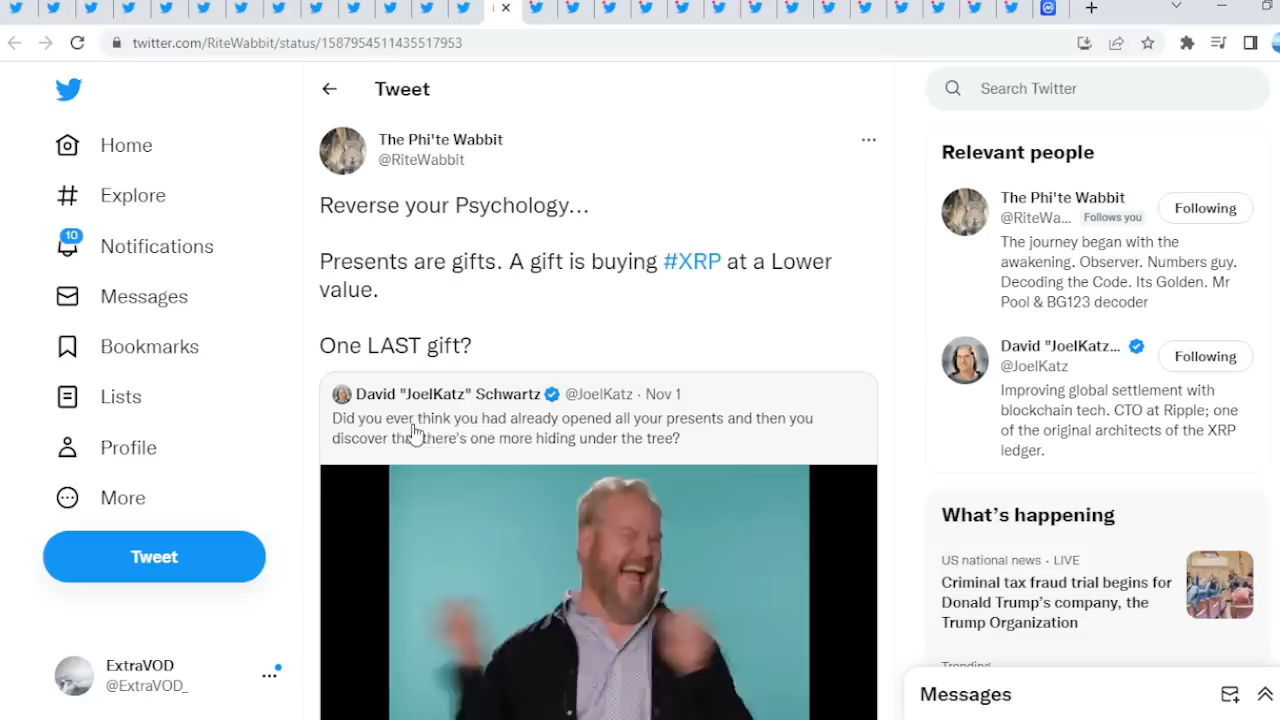 twitter.com/RiteWabbit/status/1587954511435517953
Tweet
Search Twitter
Home
Explore
10
Notifications
Messages
Bookmarks
Lists
Profile
More
Tweet
ExtraVOD
@ExtraVOD_
The Phi'te Wabbit
@RiteWabbit
Reverse your Psychology...
Presents are gifts. A gift is buying #XRP at a Lower
value.
One LAST gift?
David "JoelKatz" Schwartz @JoelKatz · Nov 1
Did you ever think you had already opened all your presents and then you
discover that there's one more hiding under the tree?
Relevant people
The Phi'te Wabbit
@RiteWa... Follows you
Following
The journey began with the
awakening. Observer. Numbers guy.
Decoding the Code. Its Golden. Mr
Pool & BG123 decoder
David "JoelKatz...
@JoelKatz
Following
Improving global settlement with
blockchain tech. CTO at Ripple; one
of the original architects of the XRP
ledger.
What's happening
US national news · LIVE
Criminal tax fraud trial begins for
Donald Trump's company, the
Trump Organization
Trending
Messages